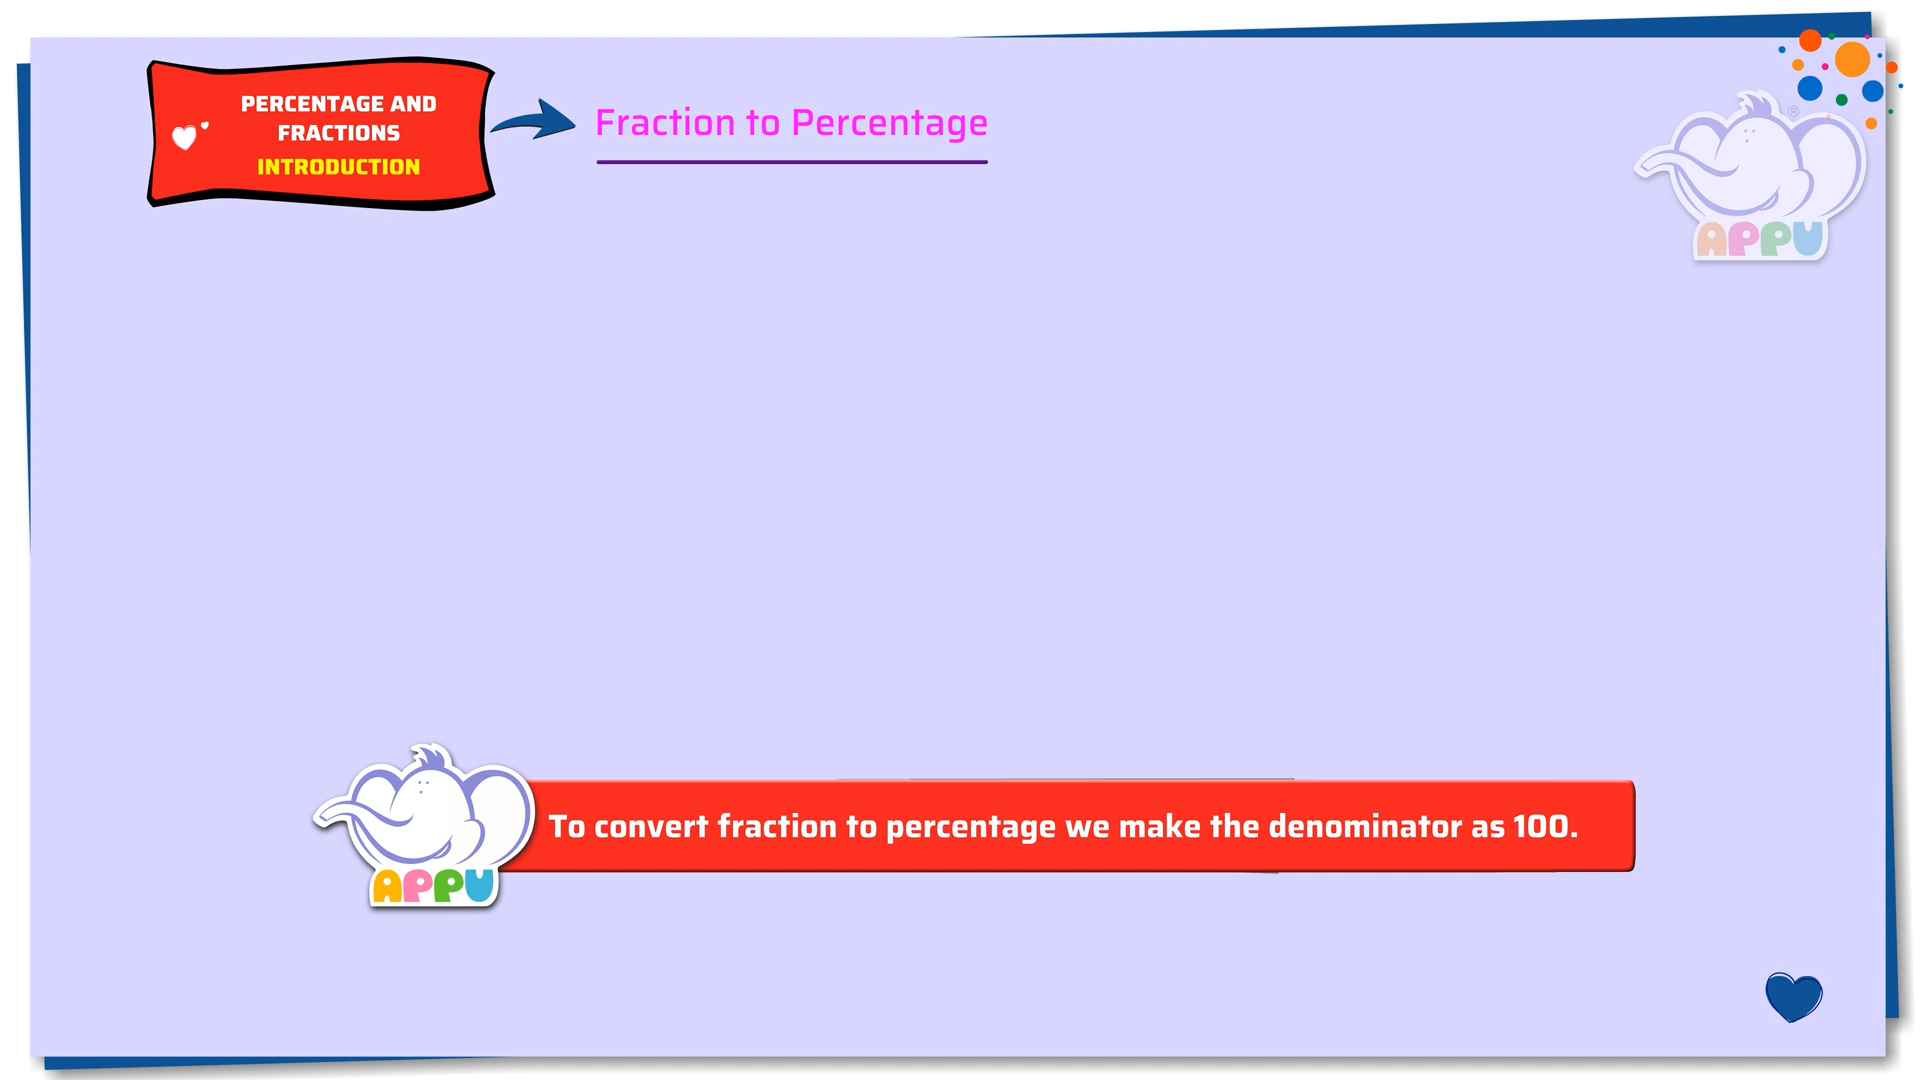 PERCENTAGE AND
FRACTIONS
INTRODUCTION
Fraction to Percentage
®
APPU
To convert fraction to percentage we make the denominator as 100.
APPU